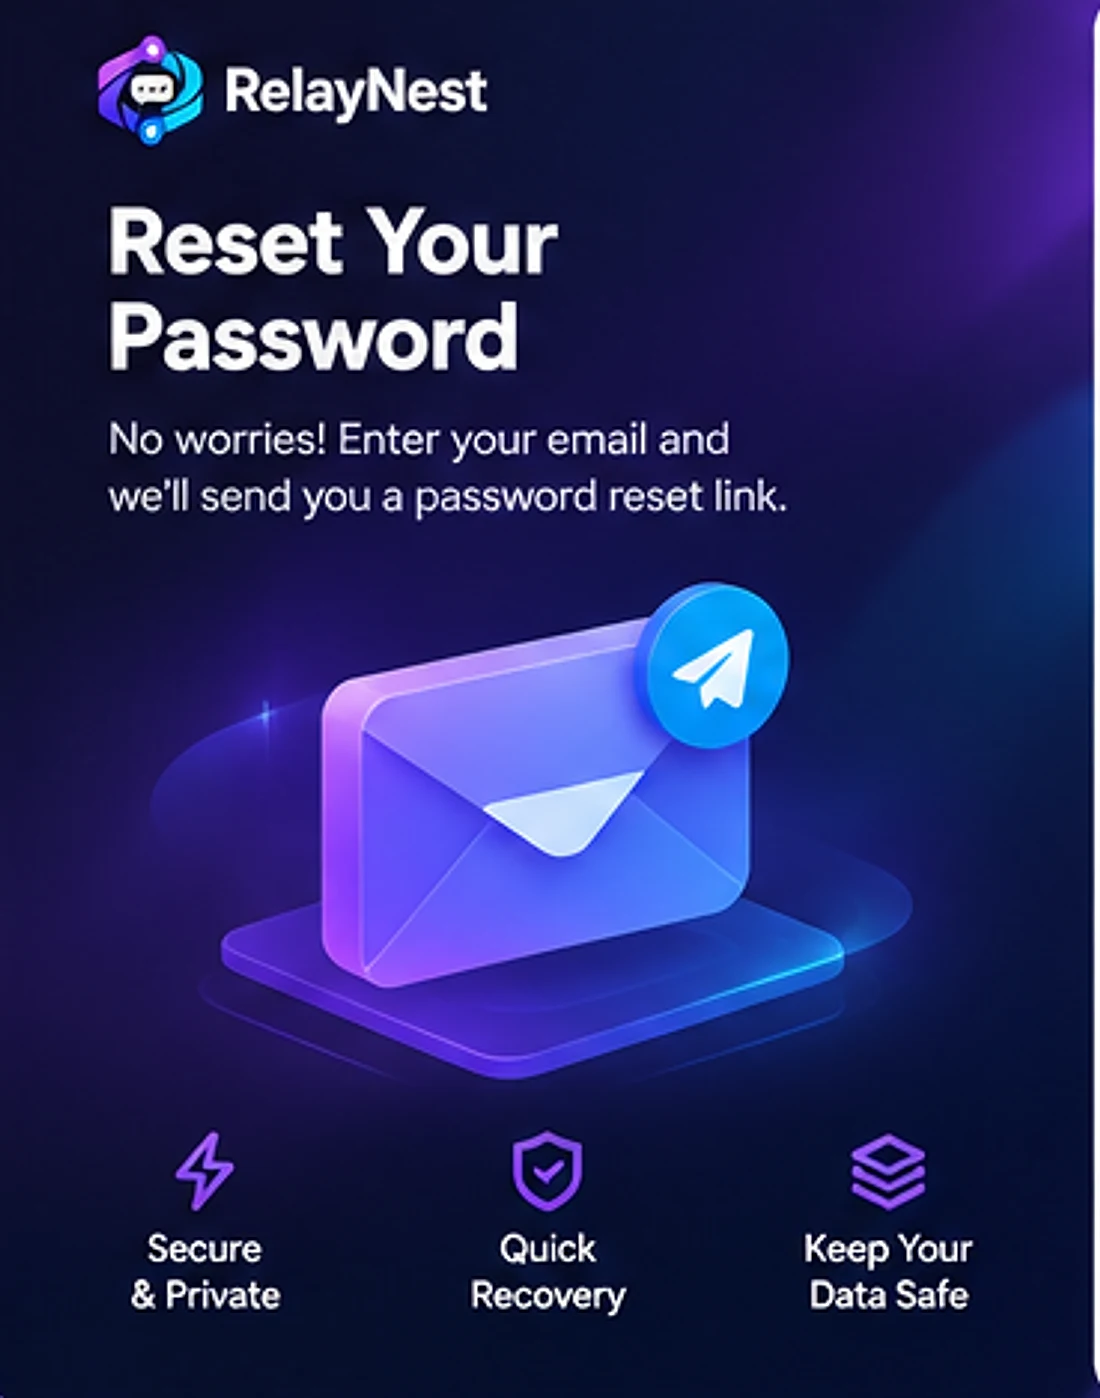 RelayNest
Reset Your
Password
No worries! Enter your email and
we'll send you a password reset link.
Secure
& Private
Quick
Recovery
Keep Your
Data Safe